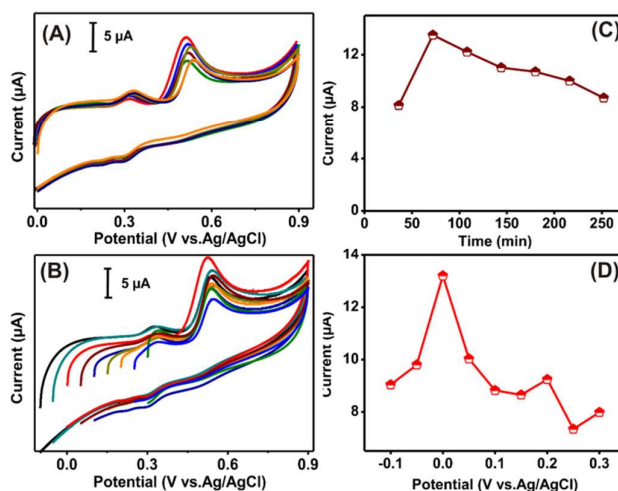 (A)
5 µA
Current (µA)
0.0
0.3
0.6
0.9
Potential (V vs.Ag/AgCl)
(C)
Current (µA)
12
8
4
0
0
50
100
150
200
250
Time (min)
(B)
5 µA
Current (µA)
0.0
0.3
0.6
0.9
Potential (V vs.Ag/AgCl)
(D)
Current (µA)
14
12
10
8
-0.1
0.0
0.1
0.2
0.3
Potential (V vs.Ag/AgCl)